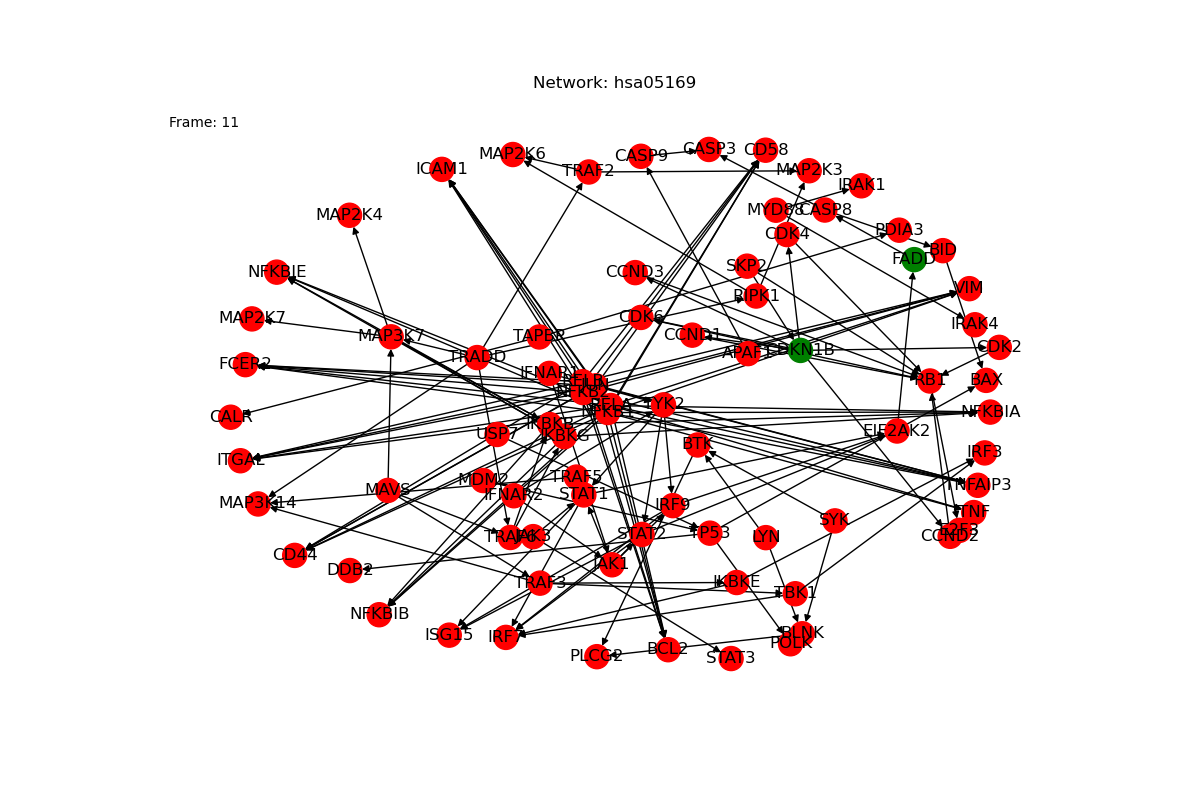 Network: hsa05169
Frame: 11
CASP3
CD58
MAP2K6
CASP9
ICAM1
TRAF2
MAP2K3
IRAK1
MYD88
CASP8
MAP2K4
PDIA3
CDK4
BID
FADD
SKP2
NFKBIE
CCND3
VIM
RIPK1
MAP2K7
CDK6
IRAK4
CCND1
MAP3K7
TAPBP
CDK2
CDKN1B
APAF1
TRADD
FCER2
IFNAR1
RB1
BAX
RELB
JUN
NFKB2
RELA
TYK2
NFKB1
NFKBIA
CALR
IKBKB
EIF2AK2
USP7
IKBKG
BTK
IRF3
ITGAL
TRAF5
MDM2
TNFAIP3
MAVS
STAT1
IFNAR2
MAP3K14
IRF9
TNF
SYK
E2F3
TP53
STAT2
TRAF6
JAK3
LYN
CCND2
CD44
JAK1
DDB2
TRAF3
IKBKE
TBK1
NFKBIB
BLNK
ISG15
IRF7
POLK
BCL2
PLCG2
STAT3